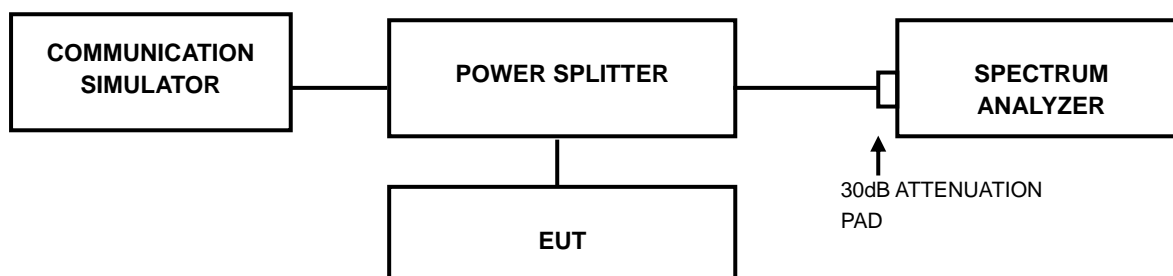 COMMUNICATION
SIMULATOR
POWER SPLITTER
SPECTRUM
ANALYZER
30dB ATTENUATION
PAD
EUT